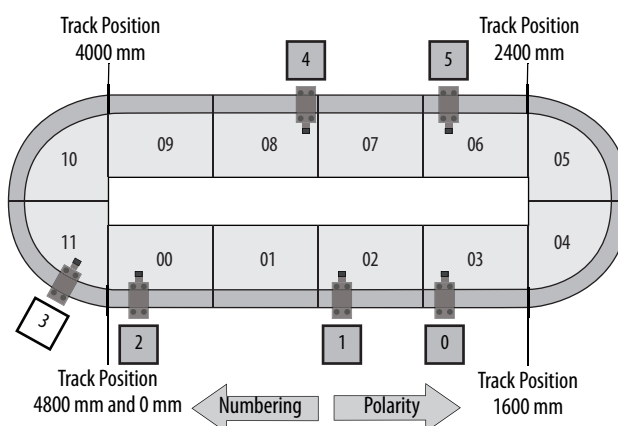 Track Position
4000 mm
Track Position
2400 mm
4
5
10
09
08
07
06
05
11
00
01
02
03
04
3
2
1
0
Track Position
4800 mm and 0 mm
Numbering
Polarity
Track Position
1600 mm